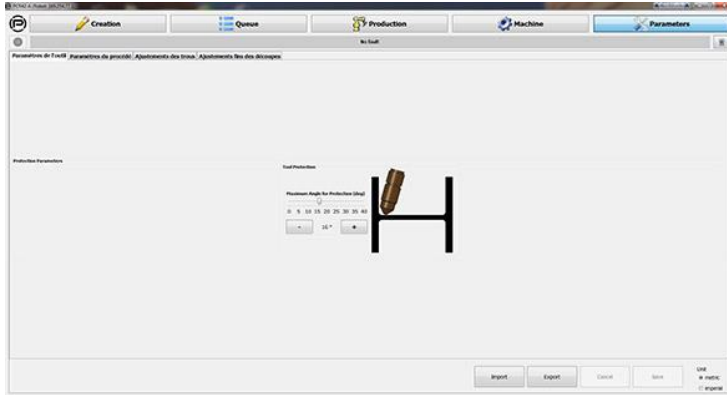 Creation
Queue
Production
Machine
Parameters
No fault
Paramètres de l'outil Paramètres du procédé Ajustements des trous Ajustements fins des découpes
Protection Parameters
Tool Protection
Maximum Angle for Protection (deg)
0 5 10 15 20 25 30 35 40
- 16 ° +
Import Export Cancel Save
Unit
metric
imperial